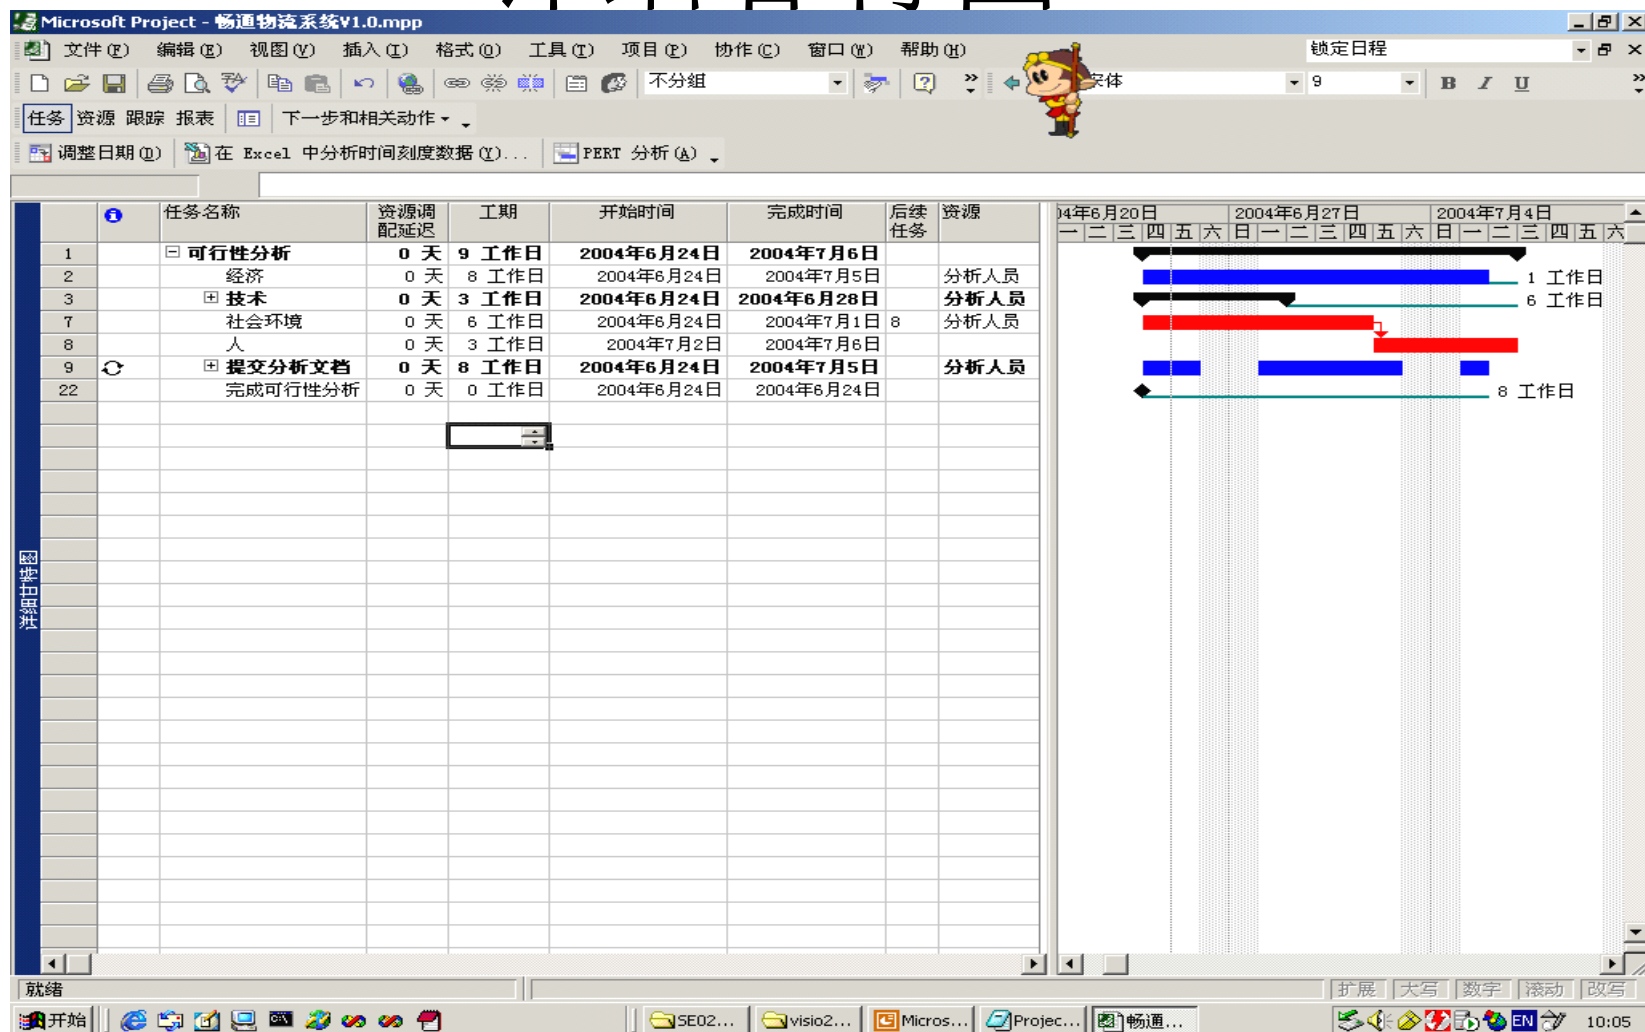 Microsoft Project - 畅通物流系统V1.0.mpp
文件(F) 编辑(E) 视图(V) 插入(I) 格式(O) 工具(T) 项目(P) 协作(C) 窗口(W) 帮助(H) 锁定日程
不分组 宋体 9 B I U
任务 资源 跟踪 报表 下一步和相关动作
调整日期(D) 在 Excel 中分析时间刻度数据(Y)... PERT 分析(A)
任务名称 资源调配延迟 工期 开始时间 完成时间 后续任务 资源 04年6月20日 2004年6月27日 2004年7月4日
一 二 三 四 五 六 日 一 二 三 四 五 六 日 一 二 三 四 五 六
1 可行性分析 0 天 9 工作日 2004年6月24日 2004年7月6日
2 经济 0 天 8 工作日 2004年6月24日 2004年7月5日 分析人员 1 工作日
3 技术 0 天 3 工作日 2004年6月24日 2004年6月28日 分析人员 6 工作日
7 社会环境 0 天 6 工作日 2004年6月24日 2004年7月1日 8 分析人员
8 人 0 天 3 工作日 2004年7月2日 2004年7月6日
9 提交分析文档 0 天 8 工作日 2004年6月24日 2004年7月5日 分析人员
22 完成可行性分析 0 天 0 工作日 2004年6月24日 2004年6月24日 8 工作日
详细甘特图
就绪 扩展 大写 数字 滚动 改写
开始 SE02... visio2... Micros... Projec... 畅通... EN 10:05